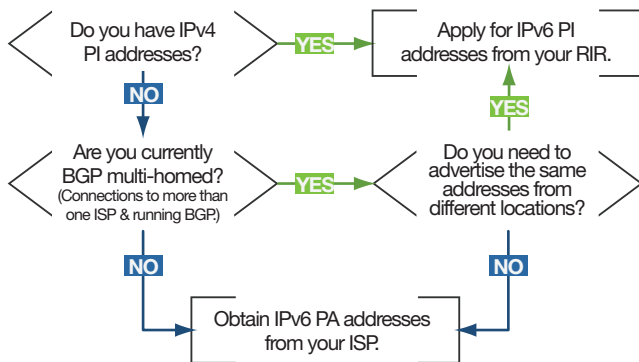 Do you have IPv4
PI addresses?
YES
Apply for IPv6 PI
addresses from your RIR.
NO
YES
Are you currently
BGP multi-homed?
(Connections to more than
one ISP & running BGP.)
YES
Do you need to
advertise the same
addresses from
different locations?
NO
NO
Obtain IPv6 PA addresses
from your ISP.